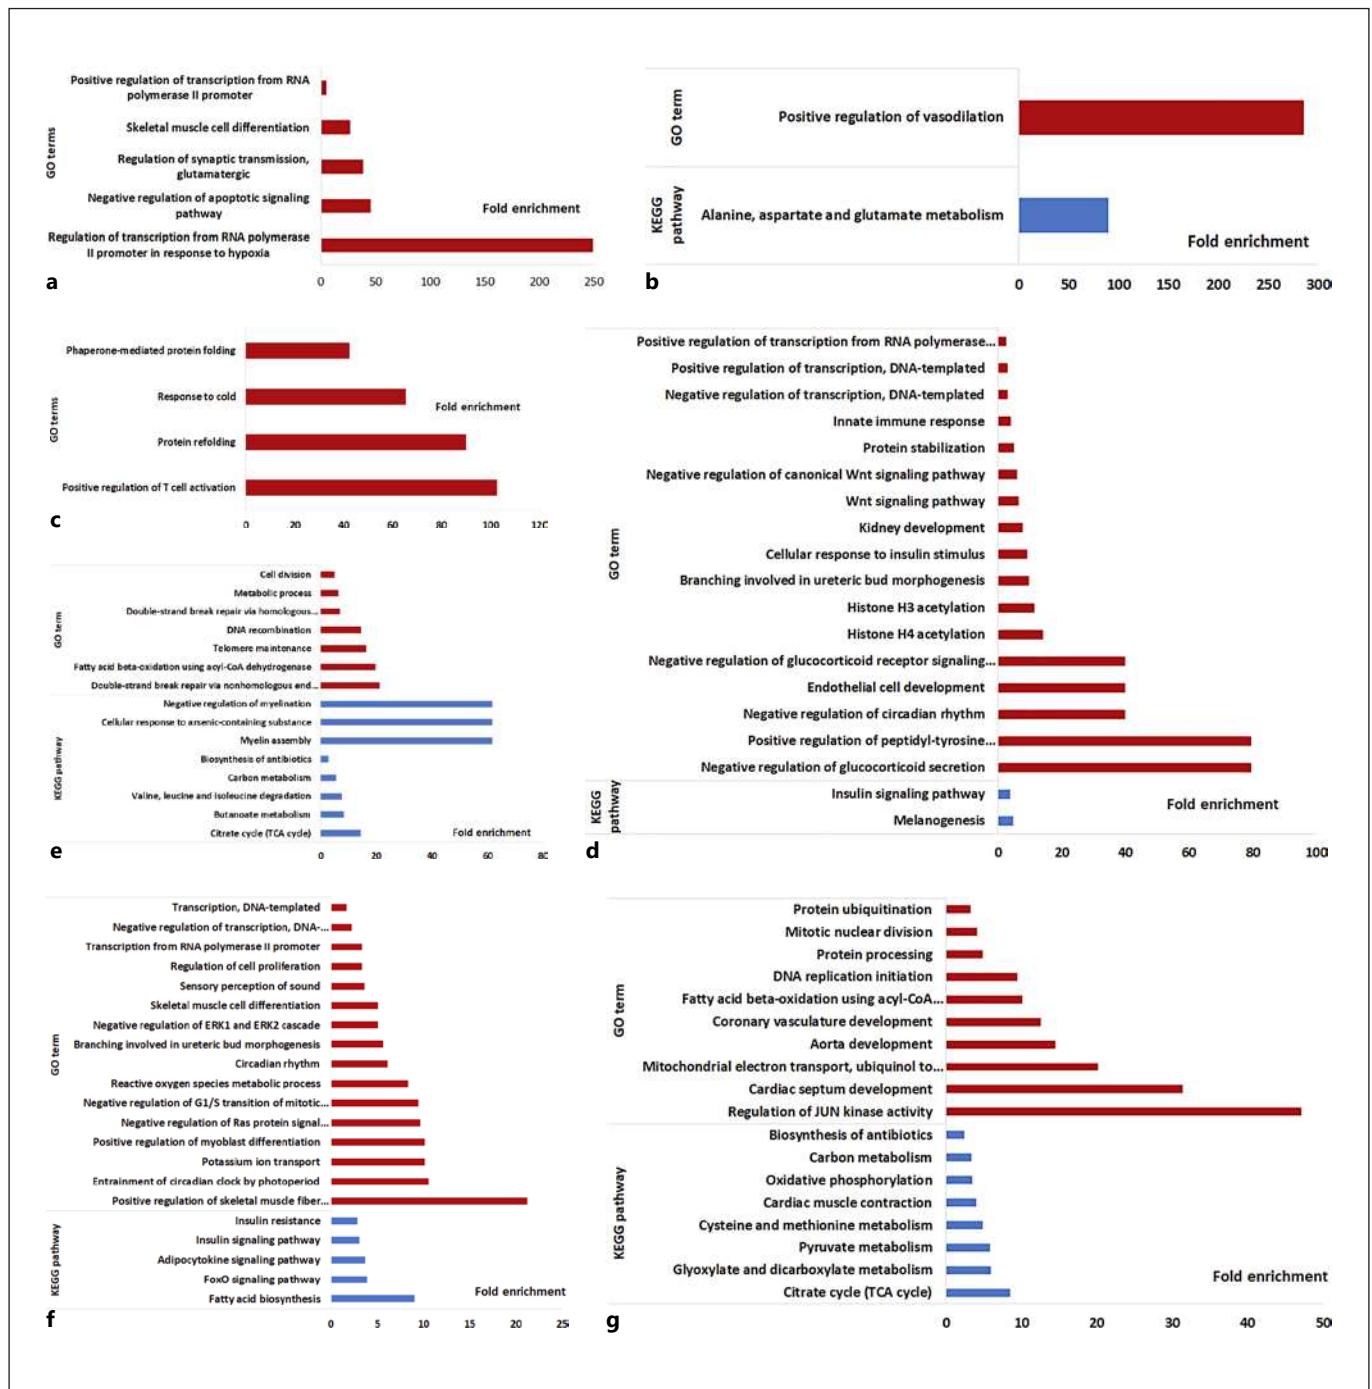 Positive regulation of transcription from RNA
polymerase II promoter
Skeletal muscle cell differentiation
Regulation of synaptic transmission,
glutamatergic
Negative regulation of apoptotic signaling
pathway
Regulation of transcription from RNA polymerase
II promoter in response to hypoxia
GO terms
Fold enrichment
0 50 100 150 200 250
a
GO term
Positive regulation of vasodilation
KEGG
pathway
Alanine, aspartate and glutamate metabolism
Fold enrichment
0 50 100 150 200 250 300
b
Phaperone-mediated protein folding
Response to cold
Protein refolding
Positive regulation of T cell activation
GO terms
Fold enrichment
0 20 40 60 80 100 120
c
Positive regulation of transcription from RNA polymerase...
Positive regulation of transcription, DNA-templated
Negative regulation of transcription, DNA-templated
Innate immune response
Protein stabilization
Negative regulation of canonical Wnt signaling pathway
Wnt signaling pathway
Kidney development
Cellular response to insulin stimulus
Branching involved in ureteric bud morphogenesis
Histone H3 acetylation
Histone H4 acetylation
Negative regulation of glucocorticoid receptor signaling...
Endothelial cell development
Negative regulation of circadian rhythm
Positive regulation of peptidyl-tyrosine...
Negative regulation of glucocorticoid secretion
GO term
Insulin signaling pathway
Melanogenesis
KEGG
pathway
Fold enrichment
0 20 40 60 80 100
d
Cell division
Metabolic process
Double-strand break repair via homologous...
DNA recombination
Telomere maintenance
Fatty acid beta-oxidation using acyl-CoA dehydrogenase
Double-strand break repair via nonhomologous end...
GO term
Negative regulation of myelination
Cellular response to arsenic-containing substance
Myelin assembly
Biosynthesis of antibiotics
Carbon metabolism
Valine, leucine and isoleucine degradation
Butanoate metabolism
Citrate cycle (TCA cycle)
KEGG pathway
Fold enrichment
0 20 40 60 80
e
Transcription, DNA-templated
Negative regulation of transcription, DNA-...
Transcription from RNA polymerase II promoter
Regulation of cell proliferation
Sensory perception of sound
Skeletal muscle cell differentiation
Negative regulation of ERK1 and ERK2 cascade
Branching involved in ureteric bud morphogenesis
Circadian rhythm
Reactive oxygen species metabolic process
Negative regulation of G1/S transition of mitotic...
Negative regulation of Ras protein signal...
Positive regulation of myoblast differentiation
Potassium ion transport
Entrainment of circadian clock by photoperiod
Positive regulation of skeletal muscle fiber...
GO term
Insulin resistance
Insulin signaling pathway
Adipocytokine signaling pathway
FoxO signaling pathway
Fatty acid biosynthesis
KEGG pathway
Fold enrichment
0 5 10 15 20 25
f
Protein ubiquitination
Mitotic nuclear division
Protein processing
DNA replication initiation
Fatty acid beta-oxidation using acyl-CoA...
Coronary vasculature development
Aorta development
Mitochondrial electron transport, ubiquinol to...
Cardiac septum development
Regulation of JUN kinase activity
GO term
Biosynthesis of antibiotics
Carbon metabolism
Oxidative phosphorylation
Cardiac muscle contraction
Cysteine and methionine metabolism
Pyruvate metabolism
Glyoxylate and dicarboxylate metabolism
Citrate cycle (TCA cycle)
KEGG pathway
Fold enrichment
0 10 20 30 40 50
g